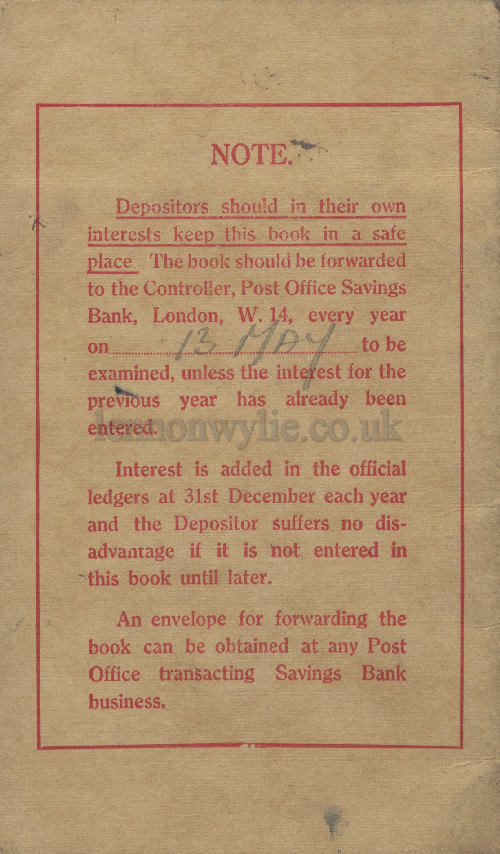 NOTE.
Depositors should in their own
interests keep this book in a safe
place. The book should be forwarded
to the Controller, Post Office Savings
Bank, London, W. 14, every year
on 13 MAY to be
examined, unless the interest for the
previous year has already been
entered.
lennonwylie.co.uk
Interest is added in the official
ledgers at 31st December each year
and the Depositor suffers no dis-
advantage if it is not entered in
this book until later.
An envelope for forwarding the
book can be obtained at any Post
Office transacting Savings Bank
business.